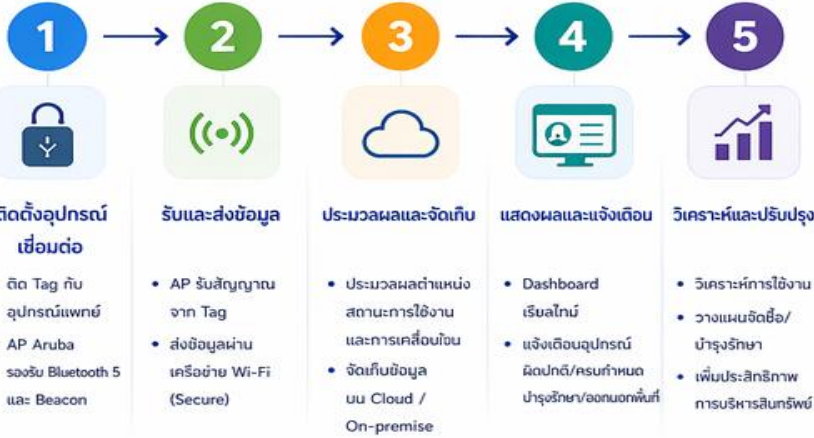 1
2
3
4
5
ติดตั้งอุปกรณ์
เชื่อมต่อ
ติด Tag กับ
อุปกรณ์แพทย์
AP Aruba
รองรับ Bluetooth 5
และ Beacon
รับและส่งข้อมูล
• AP รับสัญญาณ
จาก Tag
• ส่งข้อมูลผ่าน
เครือข่าย Wi-Fi
(Secure)
ประมวลผลและจัดเก็บ
• ประมวลผลตำแหน่ง
สถานะการใช้งาน
และการเคลื่อนไหว
• จัดเก็บข้อมูล
บน Cloud /
On-premise
แสดงผลและแจ้งเตือน
• Dashboard
เรียลไทม์
• แจ้งเตือนอุปกรณ์
ผิดปกติ/ครบกำหนด
บำรุงรักษา/ออกนอกพื้นที่
วิเคราะห์และปรับปรุง
• วิเคราะห์การใช้งาน
• วางแผนจัดซื้อ/
บำรุงรักษา
• เพิ่มประสิทธิภาพ
การบริหารสินทรัพย์